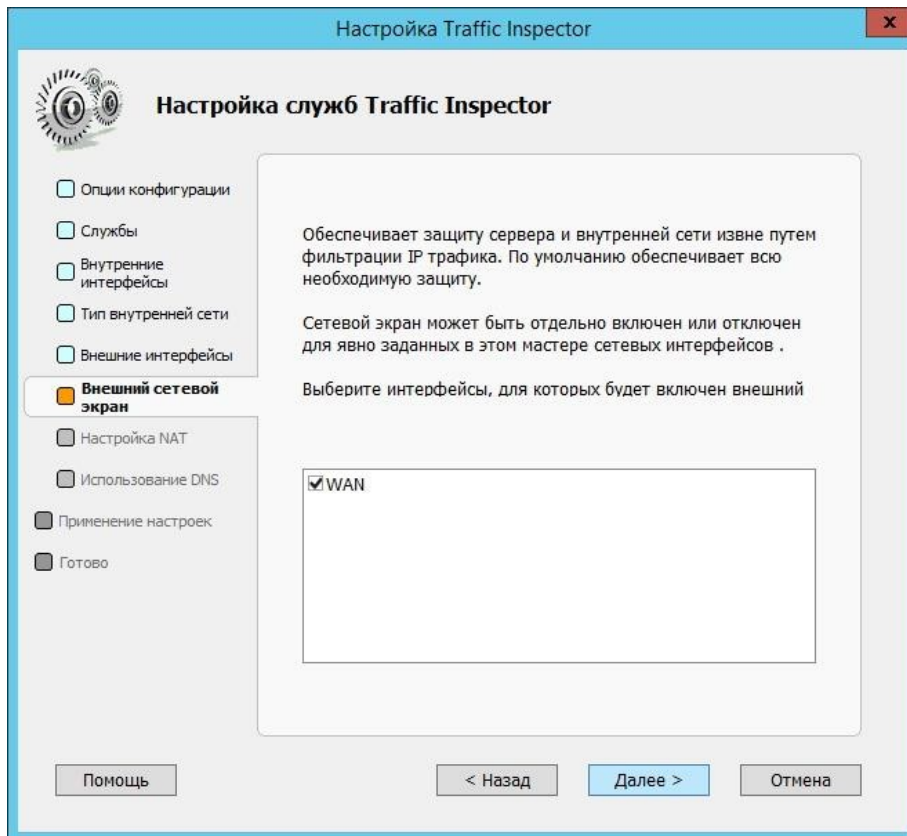 Настройка Traffic Inspector
x
Настройка служб Traffic Inspector
Опции конфигурации
Службы
Внутренние
интерфейсы
Тип внутренней сети
Внешние интерфейсы
Внешний сетевой
экран
Настройка NAT
Использование DNS
Применение настроек
Готово
Обеспечивает защиту сервера и внутренней сети извне путем
фильтрации IP трафика. По умолчанию обеспечивает всю
необходимую защиту.
Сетевой экран может быть отдельно включен или отключен
для явно заданных в этом мастере сетевых интерфейсов .
Выберите интерфейсы, для которых будет включен внешний
WAN
Помощь
< Назад
Далее >
Отмена